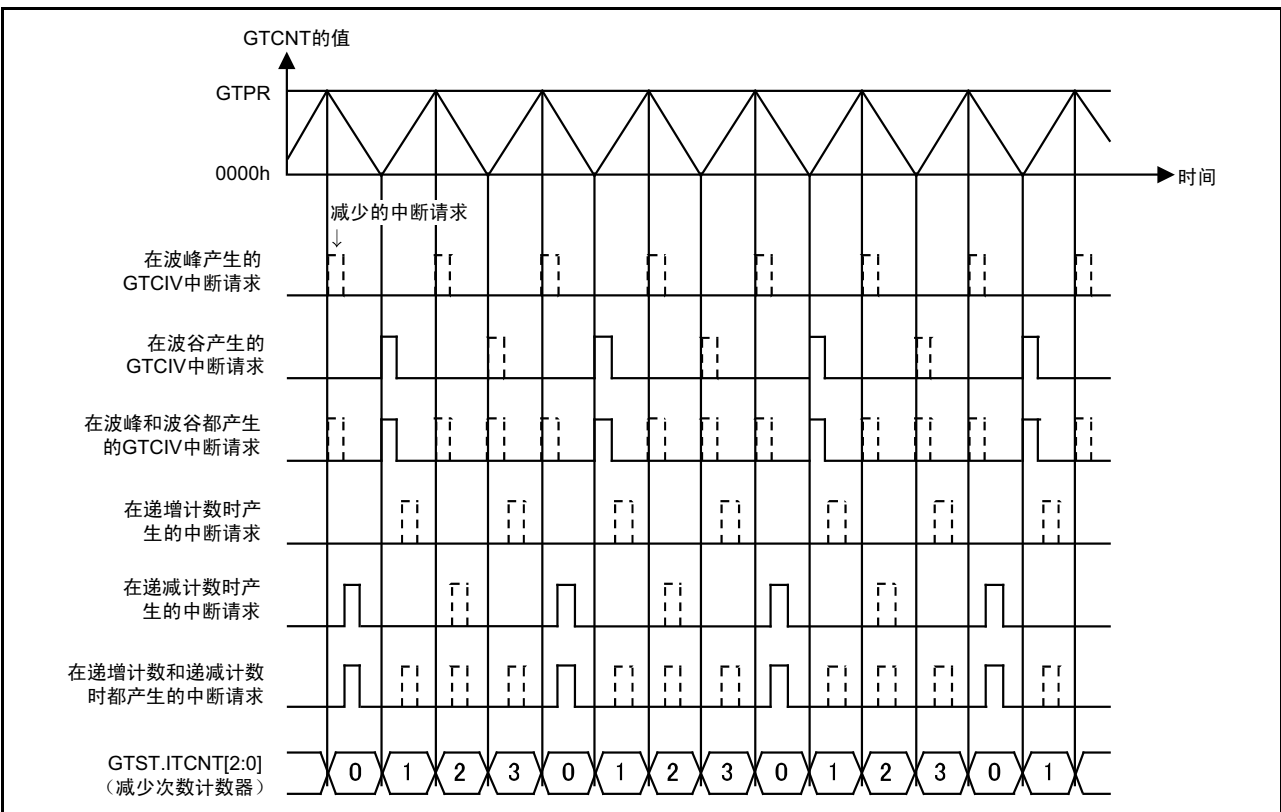 GTCNT的值
GTPR
0000h
时间
减少的中断请求
↓
在波峰产生的
GTCIV中断请求
在波谷产生的
GTCIV中断请求
在波峰和波谷都产生
的GTCIV中断请求
在递增计数时产
生的中断请求
在递减计数时产
生的中断请求
在递增计数和递减计数
时都产生的中断请求
GTST.ITCNT[2:0]
（减少次数计数器）
0 1 2 3 0 1 2 3 0 1 2 3 0 1